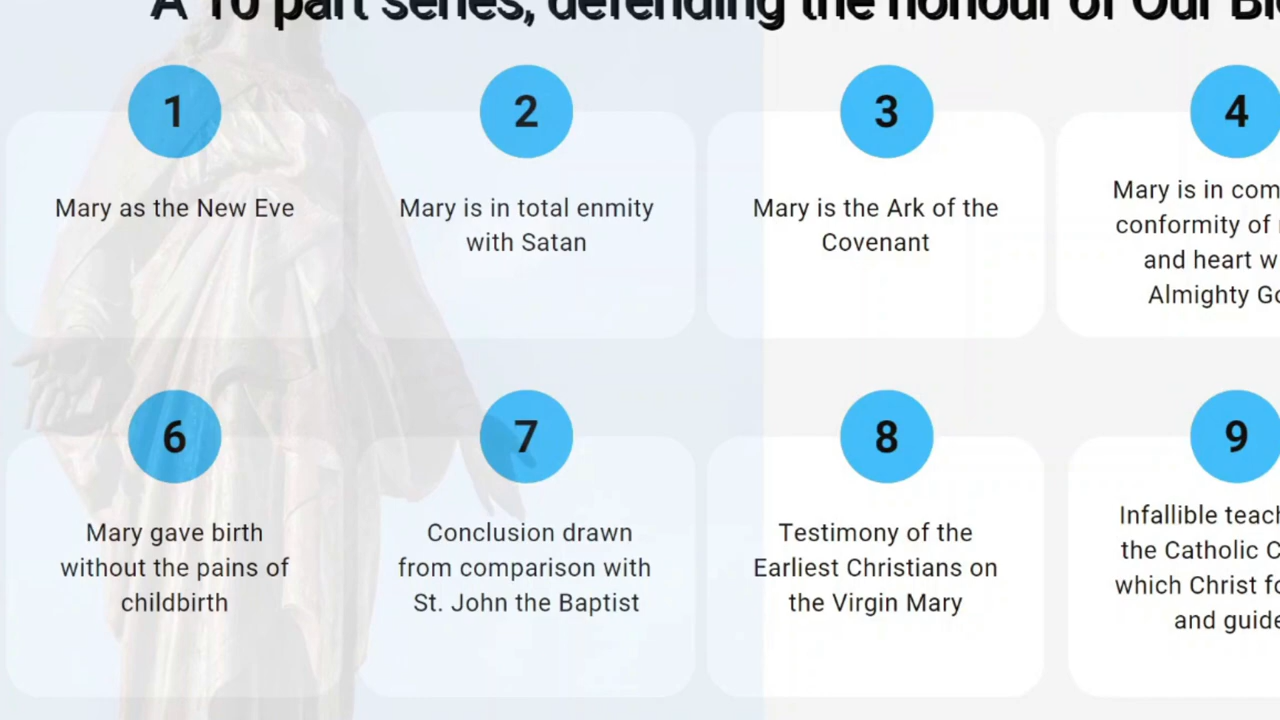 A 10 part series, defending the honour of Our
1
2
3
4
Mary as the New Eve
Mary is in total enmity
with Satan
Mary is the Ark of the
Covenant
Mary is in
conformity of
and heart
Almighty
6
7
8
9
Mary gave birth
without the pains of
childbirth
Conclusion drawn
from comparison with
St. John the Baptist
Testimony of the
Earliest Christians on
the Virgin Mary
Infallible
the Catholic
which Christ
and guide